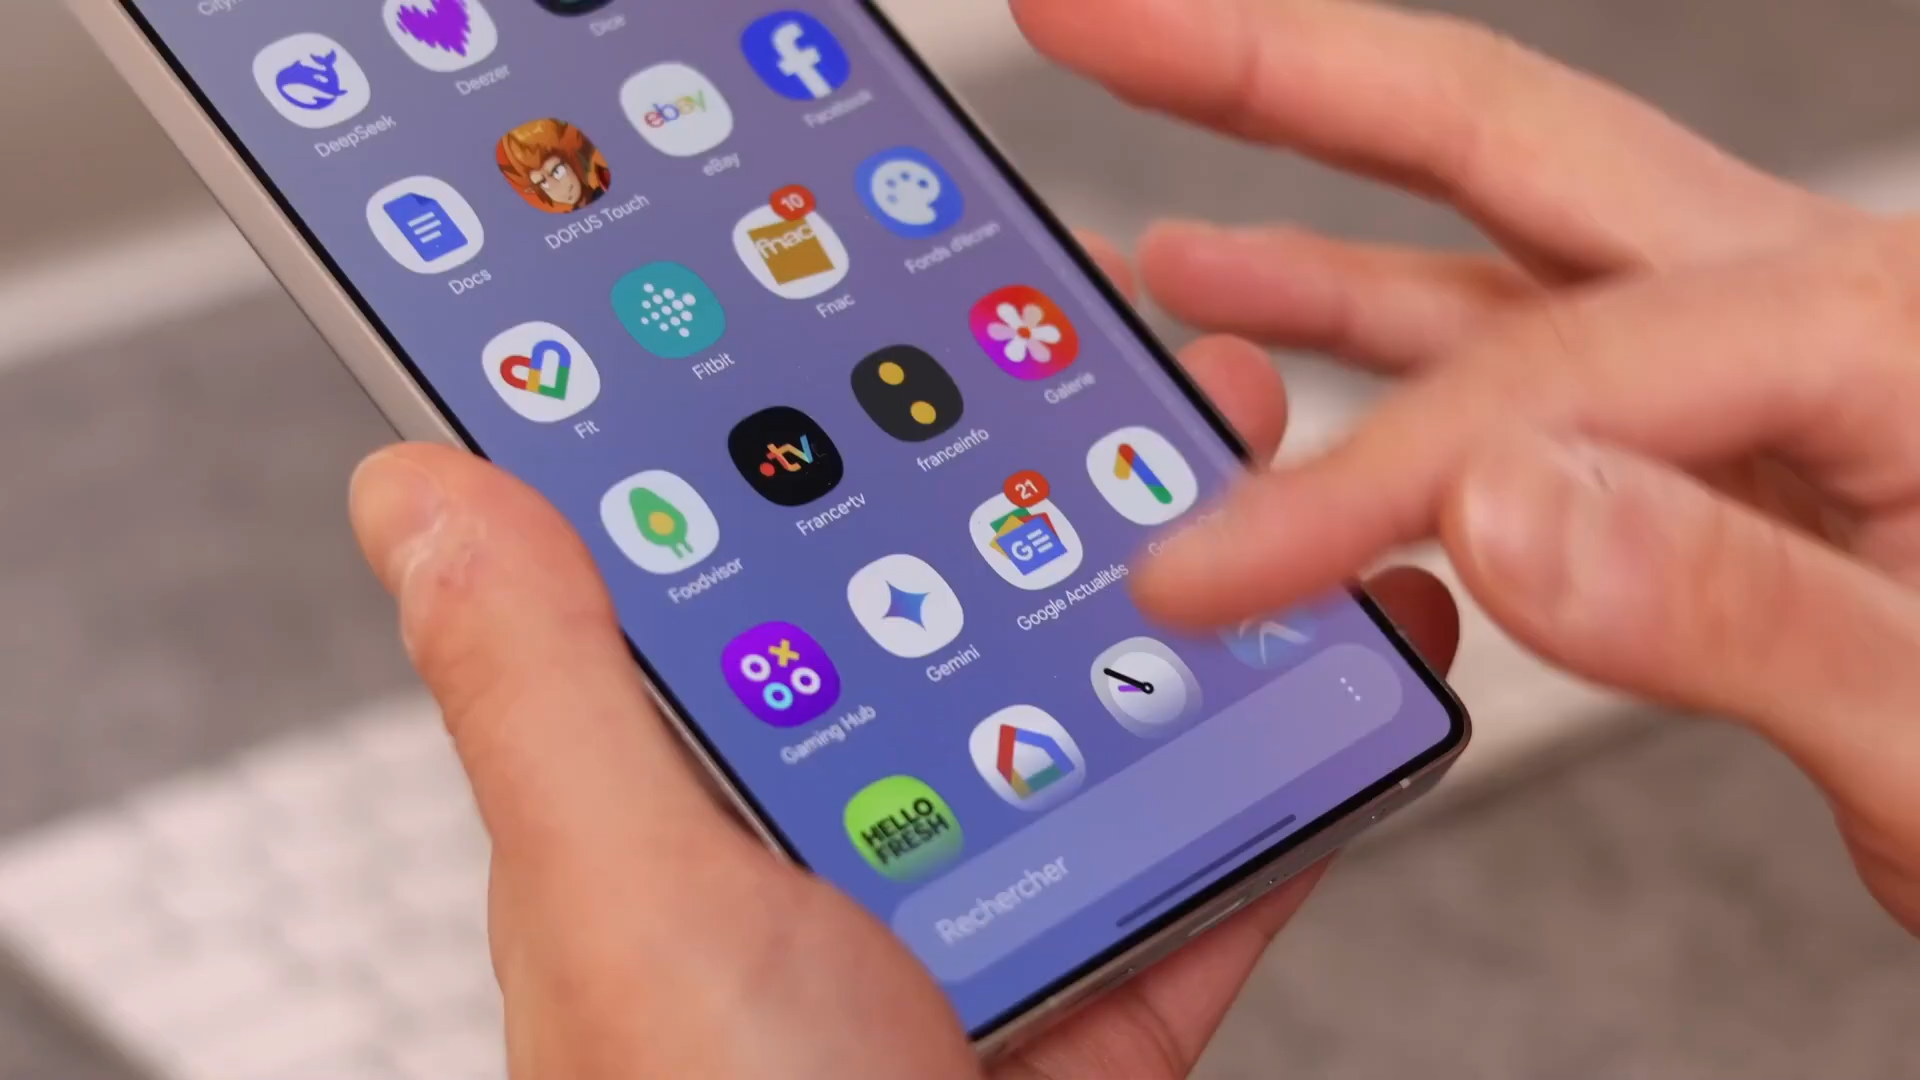 DeepSeek
Deezer
Dice
Docs
DOFUS Touch
ebay
eBay
Facebook
Fit
Fitbit
10
fnac
Fnac
Fonds d'écran
Foodvisor
•tv
France•tv
franceinfo
Galerie
Gaming Hub
Gemini
21
GE
Google Actualités
HELLO
FRESH
Rechercher